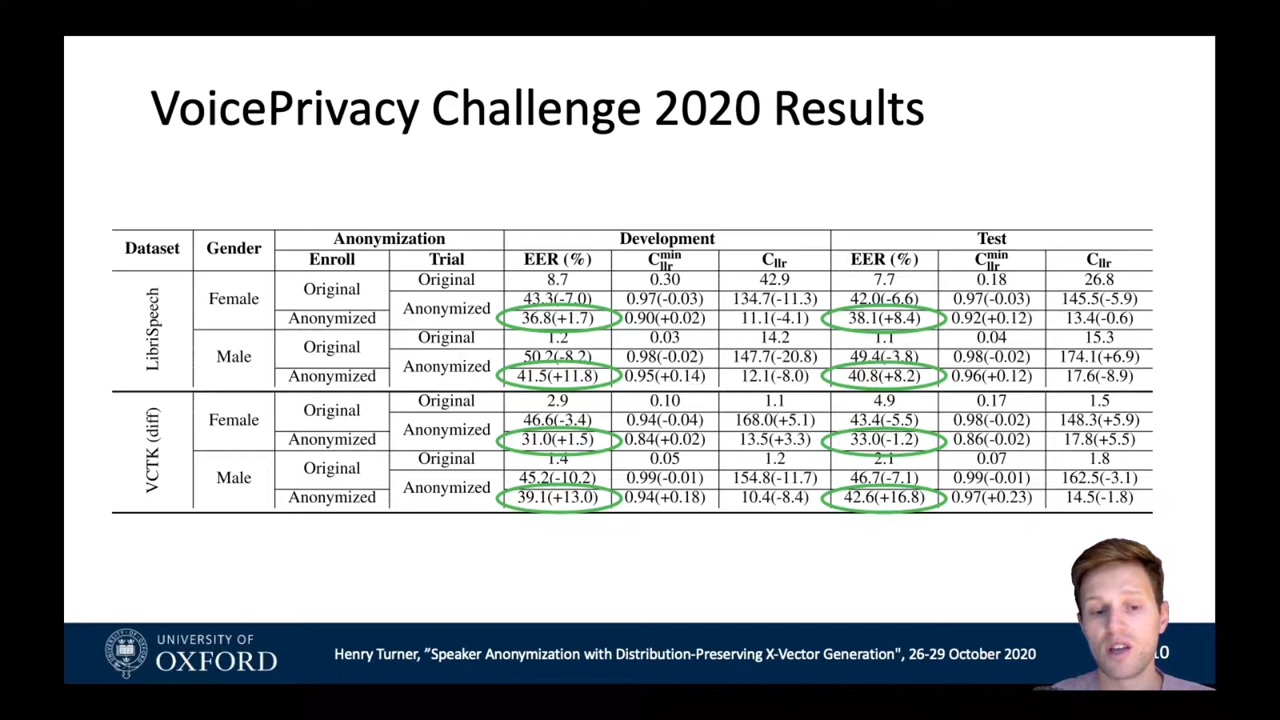 VoicePrivacy Challenge 2020 Results
Dataset Gender Anonymization Development Test
Enroll Trial EER (%) C^min_llr C_llr EER (%) C^min_llr C_llr
LibriSpeech Female Original Original 8.7 0.30 42.9 7.7 0.18 26.8
Anonymized 43.3(-7.0) 0.97(-0.03) 134.7(-11.3) 42.0(-6.6) 0.97(-0.03) 145.5(-5.9)
Anonymized 36.8(+1.7) 0.90(+0.02) 11.1(-4.1) 38.1(+8.4) 0.92(+0.12) 13.4(-0.6)
Male Original Original 1.2 0.03 14.2 1.1 0.04 15.3
Anonymized 50.2(-8.2) 0.98(-0.02) 147.7(-20.8) 49.4(-3.8) 0.98(-0.02) 174.1(+6.9)
Anonymized 41.5(+11.8) 0.95(+0.14) 12.1(-8.0) 40.8(+8.2) 0.96(+0.12) 17.6(-8.9)
VCTK (diff) Female Original Original 2.9 0.10 1.1 4.9 0.17 1.5
Anonymized 46.6(-3.4) 0.94(-0.04) 168.0(+5.1) 43.4(-5.5) 0.98(-0.02) 148.3(+5.9)
Anonymized 31.0(+1.5) 0.84(+0.02) 13.5(+3.3) 33.0(-1.2) 0.86(-0.02) 17.8(+5.5)
Male Original Original 1.4 0.05 1.2 2.1 0.07 1.8
Anonymized 45.2(-10.2) 0.99(-0.01) 154.8(-11.7) 46.7(-7.1) 0.99(-0.01) 162.5(-3.1)
Anonymized 39.1(+13.0) 0.94(+0.18) 10.4(-8.4) 42.6(+16.8) 0.97(+0.23) 14.5(-1.8)
UNIVERSITY OF
OXFORD
Henry Turner, "Speaker Anonymization with Distribution-Preserving X-Vector Generation", 26-29 October 2020
10